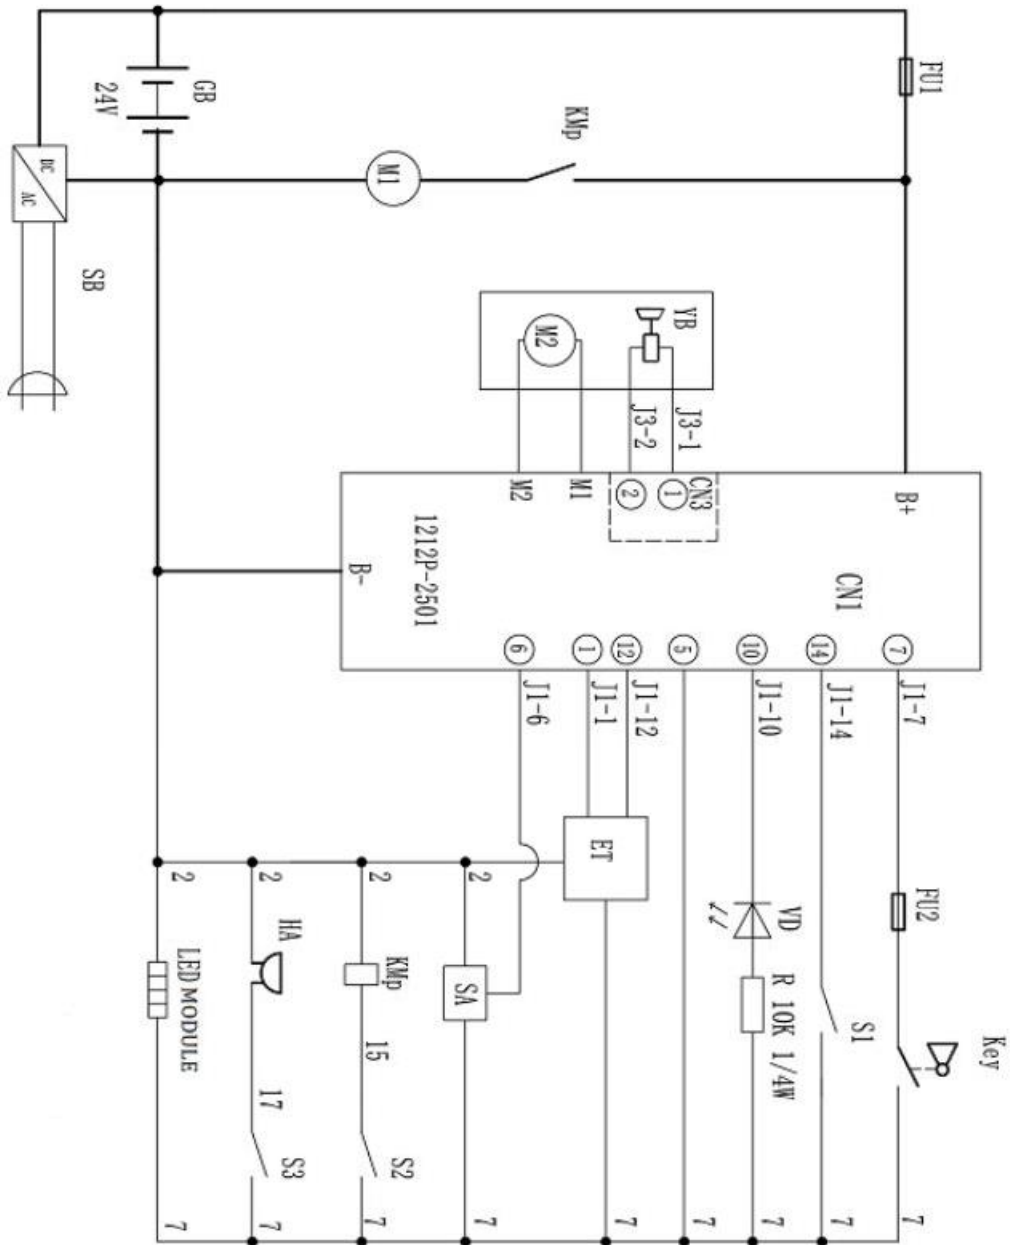 FU1
GB
24V
KMp
M1
DC
AC
SB
YB
M2
J3-1
J3-2
M2
M1
2
1
CN3
B+
1212P-2501
B-
CN1
6
1
12
5
10
14
7
J1-6
J1-1
J1-12
J1-10
J1-14
J1-7
ET
FU2
VD
2
2
2
2
HA
KMp
SA
R 10K 1/4W
S1
Key
LED MODULE
15
17
S3
S2
7
7
7
7
7
7
7
7
7